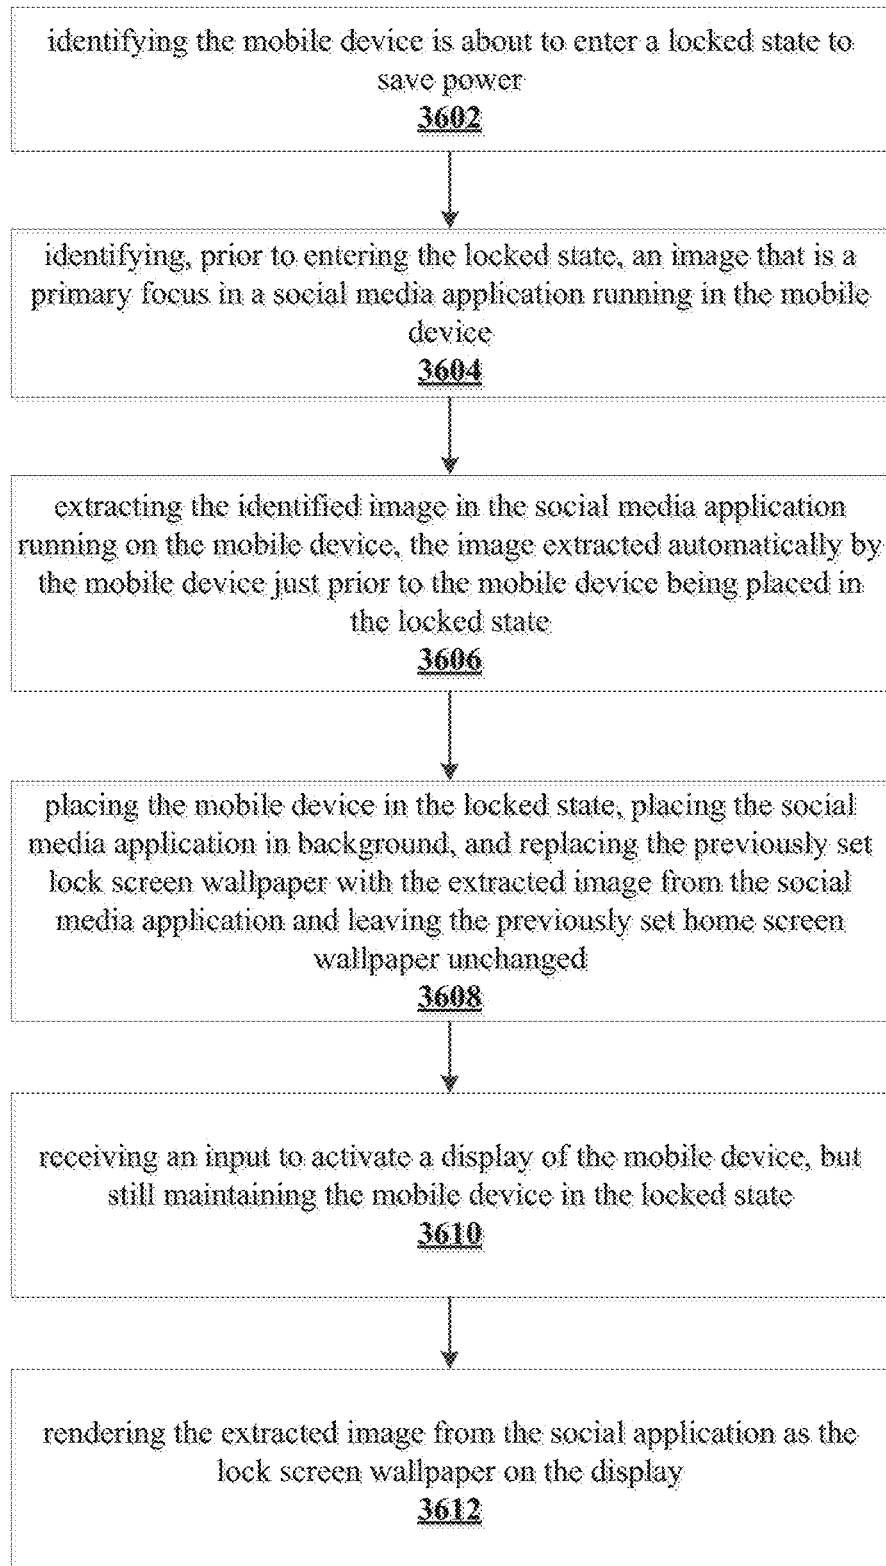 identifying the mobile device is about to enter a locked state to
save power
3602
identifying, prior to entering the locked state, an image that is a
primary focus in a social media application running in the mobile
device
3604
extracting the identified image in the social media application
running on the mobile device, the image extracted automatically by
the mobile device just prior to the mobile device being placed in
the locked state
3606
placing the mobile device in the locked state, placing the social
media application in background, and replacing the previously set
lock screen wallpaper with the extracted image from the social
media application and leaving the previously set home screen
wallpaper unchanged
3608
receiving an input to activate a display of the mobile device, but
still maintaining the mobile device in the locked state
3610
rendering the extracted image from the social application as the
lock screen wallpaper on the display
3612